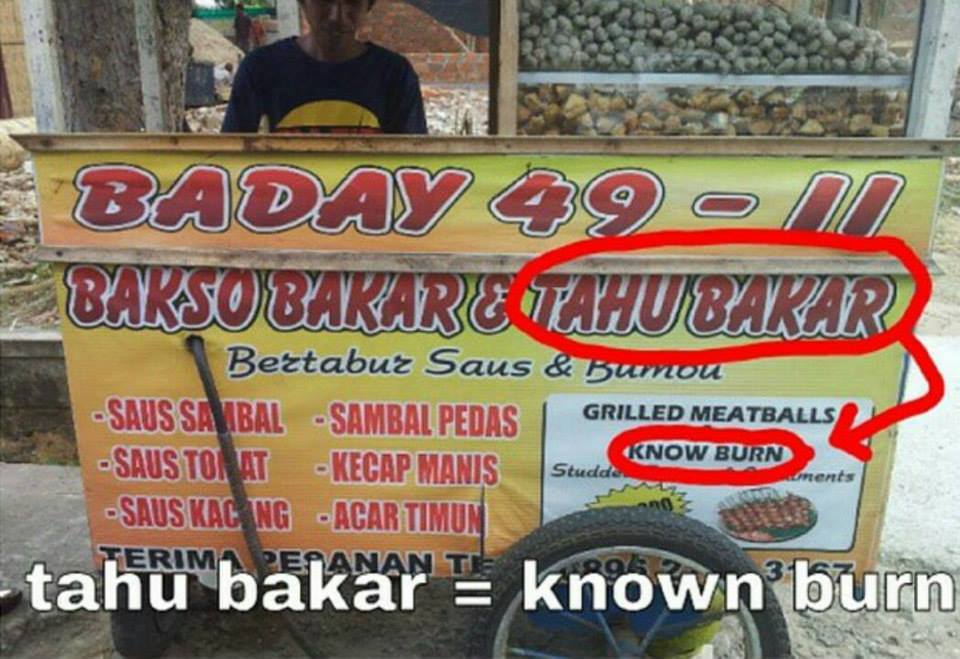 BADAY 49 - 11
BAKSO BAKAR & TAHU BAKAR
Bertabur Saus & Bumbu
- SAUS SAMBAL
- SAUS TOMAT
- SAUS KACANG
- SAMBAL PEDAS
- KECAP MANIS
- ACAR TIMUN
GRILLED MEATBALLS
KNOW BURN
TERIMA PESANAN
tahu bakar = known burn